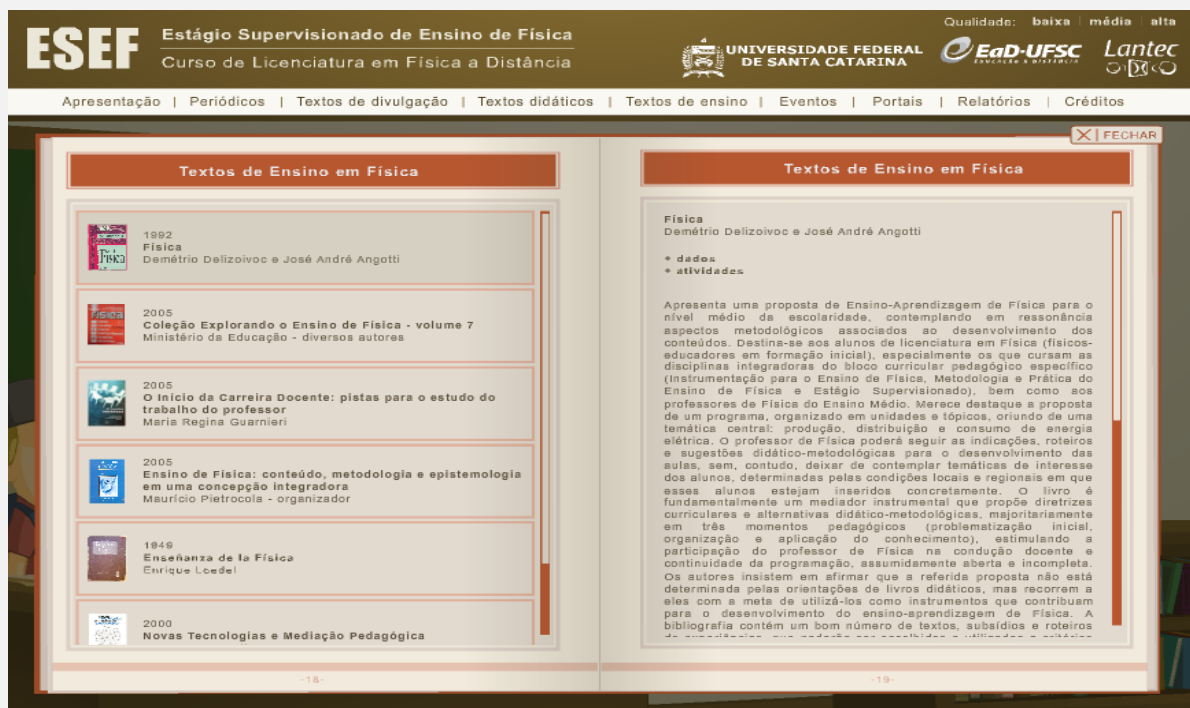 ESEF
Estágio Supervisionado de Ensino de Física
Curso de Licenciatura em Física a Distância
Qualidade: baixa | média | alta
UNIVERSIDADE FEDERAL
DE SANTA CATARINA
EaD-UFSC
EDUCAÇÃO A DISTÂNCIA
Lantec
Apresentação | Periódicos | Textos de divulgação | Textos didáticos | Textos de ensino | Eventos | Portais | Relatórios | Créditos
X | FECHAR
Textos de Ensino em Física
1992
Física
Demétrio Delizoivoc e José André Angotti
2005
Coleção Explorando o Ensino de Física - volume 7
Ministério da Educação - diversos autores
2005
O Início da Carreira Docente: pistas para o estudo do
trabalho do professor
Maria Regina Guarnieri
2005
Ensino de Física: conteúdo, metodologia e epistemologia
em uma concepção integradora
Maurício Pietrocola - organizador
1949
Enseñanza de la Física
Enrique Loedel
2000
Novas Tecnologias e Mediação Pedagógica
-18-
Textos de Ensino em Física
Física
Demétrio Delizoivoc e José André Angotti
+ dados
+ atividades
Apresenta uma proposta de Ensino-Aprendizagem de Física para o
nível médio da escolaridade, contemplando em ressonância
aspectos metodológicos associados ao desenvolvimento dos
conteúdos. Destina-se aos alunos de licenciatura em Física (físicos-
educadores em formação inicial), especialmente os que cursam as
disciplinas integradoras do bloco curricular pedagógico específico
(Instrumentação para o Ensino de Física, Metodologia e Prática do
Ensino de Física e Estágio Supervisionado), bem como aos
professores de Física do Ensino Médio. Merece destaque a proposta
de um programa, organizado em unidades e tópicos, oriundo de uma
temática central: produção, distribuição e consumo de energia
elétrica. O professor de Física poderá seguir as indicações, roteiros
e sugestões didático-metodológicas para o desenvolvimento das
aulas, sem, contudo, deixar de contemplar temáticas de interesse
dos alunos, determinadas pelas condições locais e regionais em que
esses alunos estejam inseridos concretamente. O livro é
fundamentalmente um mediador instrumental que propõe diretrizes
curriculares e alternativas didático-metodológicas, majoritariamente
em três momentos pedagógicos (problematização inicial,
organização e aplicação do conhecimento), estimulando a
participação do professor de Física na condução docente e
continuidade da programação, assumidamente aberta e incompleta.
Os autores insistem em afirmar que a referida proposta não está
determinada pelas orientações de livros didáticos, mas recorrem a
eles com a meta de utilizá-los como instrumentos que contribuam
para o desenvolvimento do ensino-aprendizagem de Física. A
bibliografia contém um bom número de textos, subsídios e roteiros
-19-